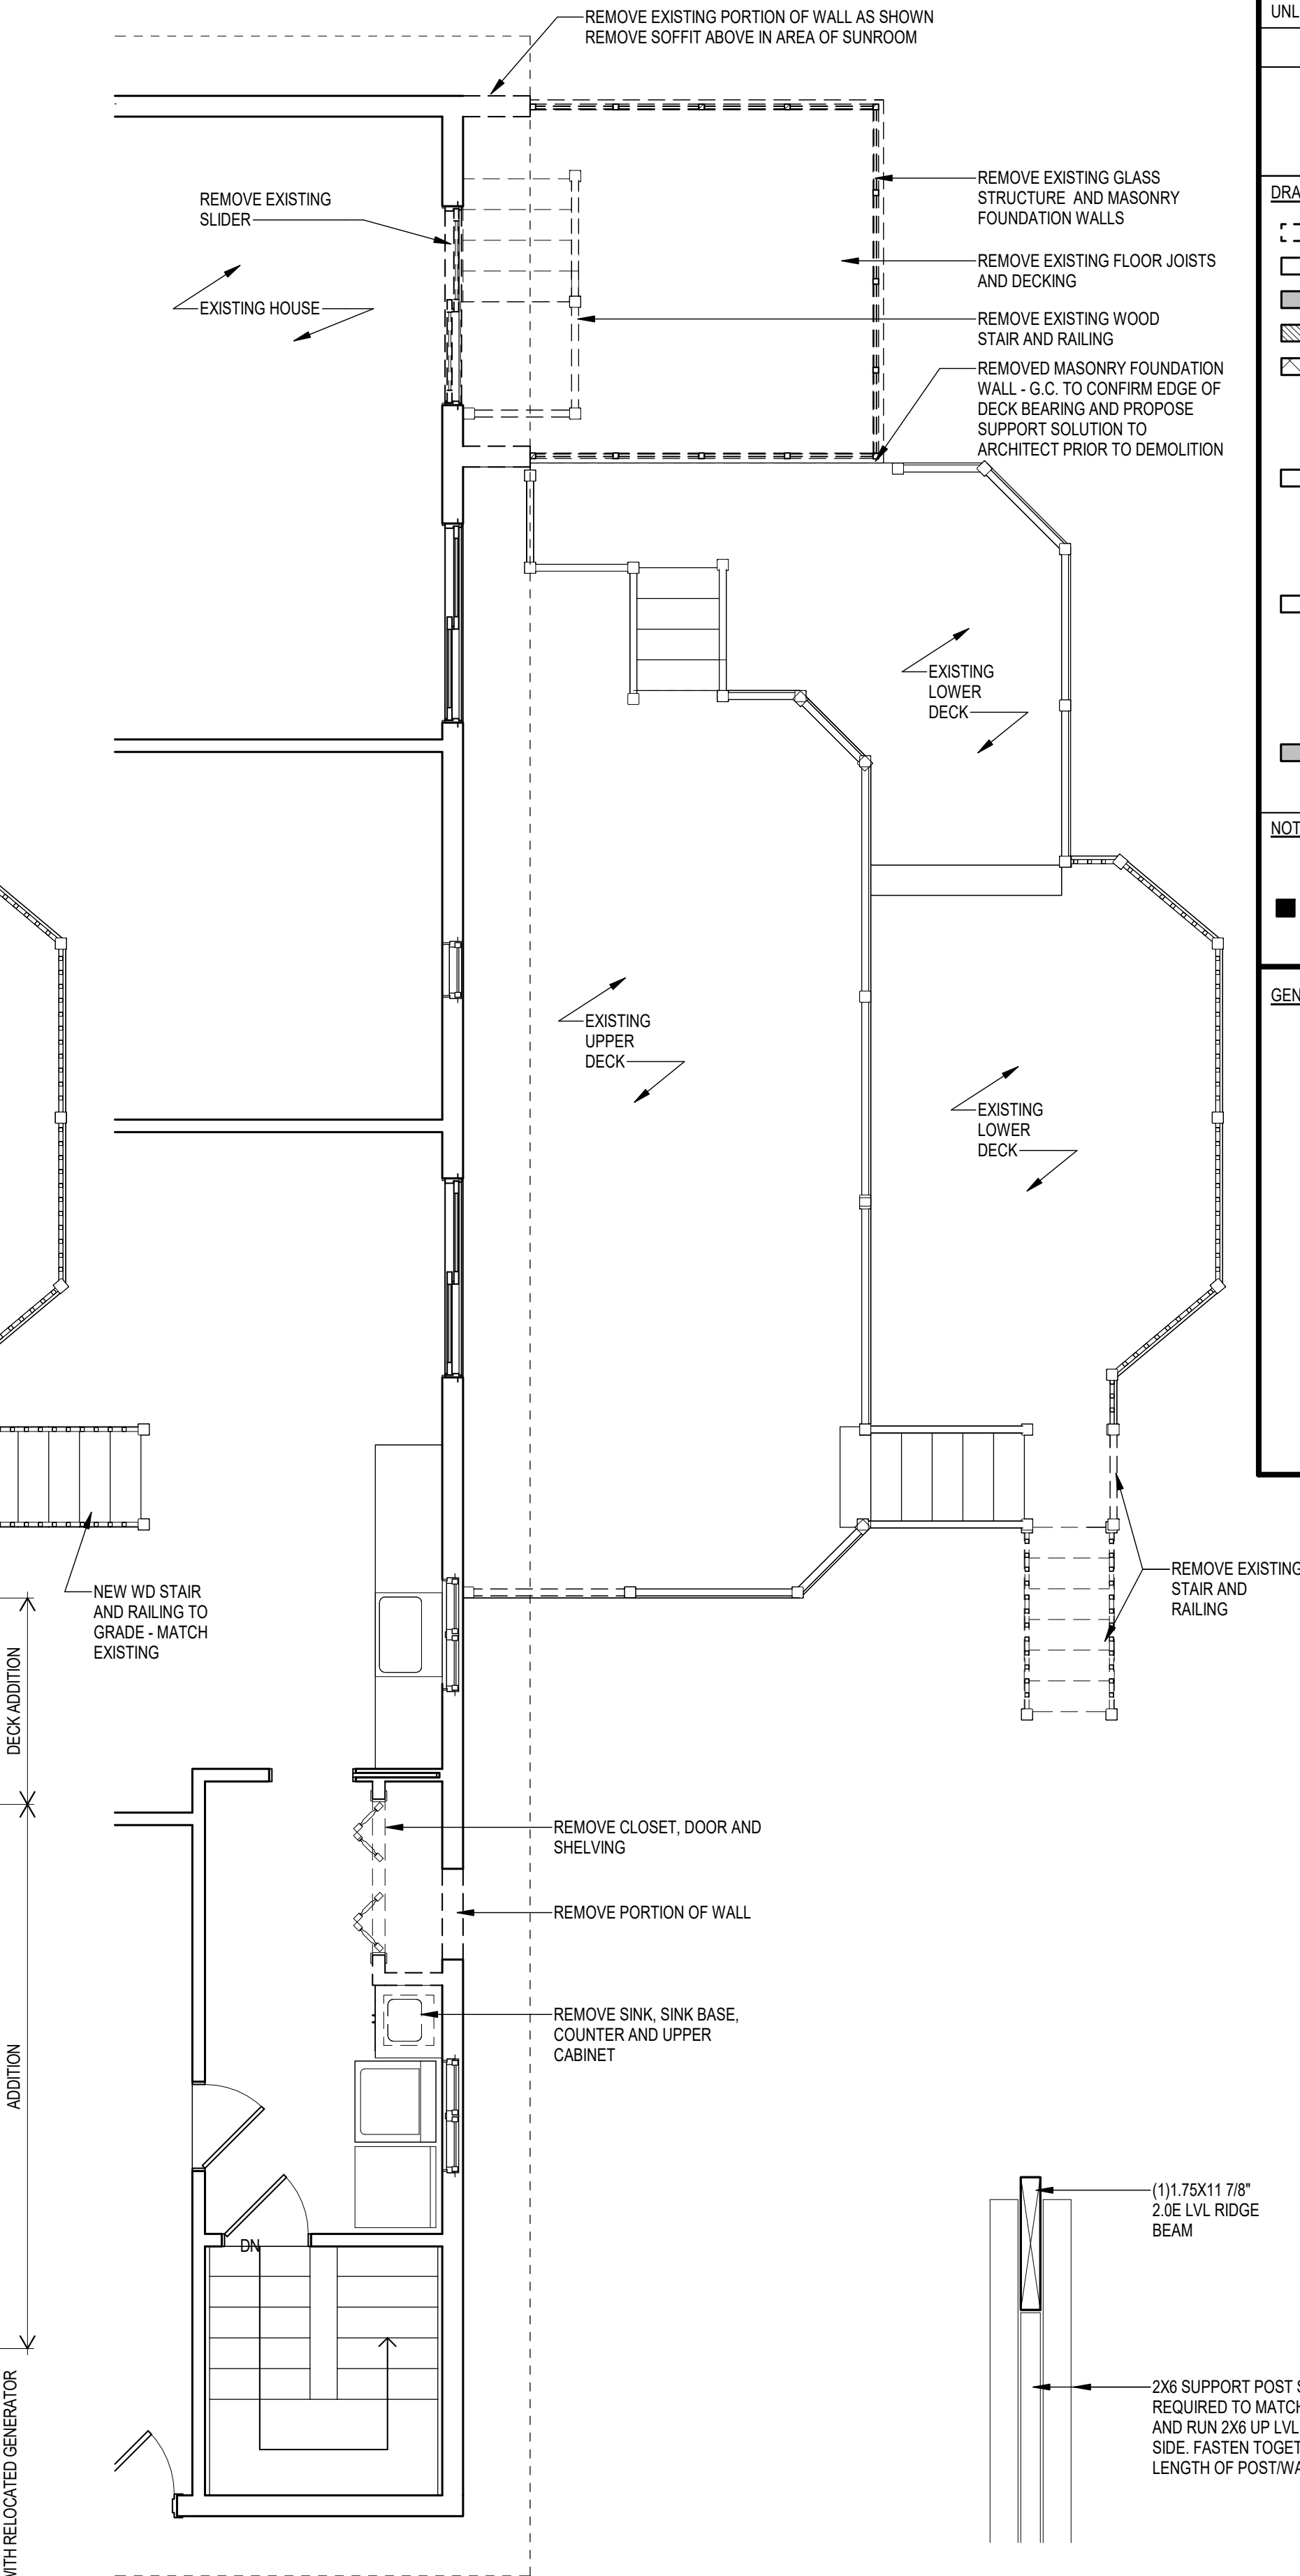 REMOVE EXISTING PORTION OF WALL AS SHOWN
REMOVE SOFFIT ABOVE IN AREA OF SUNROOM
REMOVE EXISTING
SLIDER
EXISTING HOUSE
REMOVE EXISTING GLASS
STRUCTURE AND MASONRY
FOUNDATION WALLS
REMOVE EXISTING FLOOR JOISTS
AND DECKING
REMOVE EXISTING WOOD
STAIR AND RAILING
REMOVED MASONRY FOUNDATION
WALL - G.C. TO CONFIRM EDGE OF
DECK BEARING AND PROPOSE
SUPPORT SOLUTION TO
ARCHITECT PRIOR TO DEMOLITION
EXISTING
LOWER
DECK
EXISTING
UPPER
DECK
EXISTING
LOWER
DECK
NEW WD STAIR
AND RAILING TO
GRADE - MATCH
EXISTING
REMOVE EXISTING
STAIR AND
RAILING
DECK ADDITION
REMOVE CLOSET, DOOR AND
SHELVING
REMOVE PORTION OF WALL
REMOVE SINK, SINK BASE,
COUNTER AND UPPER
CABINET
ADDITION
DN
WITH RELOCATED GENERATOR
(1)1.75X11 7/8"
2.0E LVL RIDGE
BEAM
2X6 SUPPORT POST S
REQUIRED TO MATCH
AND RUN 2X6 UP LVL
SIDE. FASTEN TOGET
LENGTH OF POST/WA
UNL
DRA
NOT
GEN